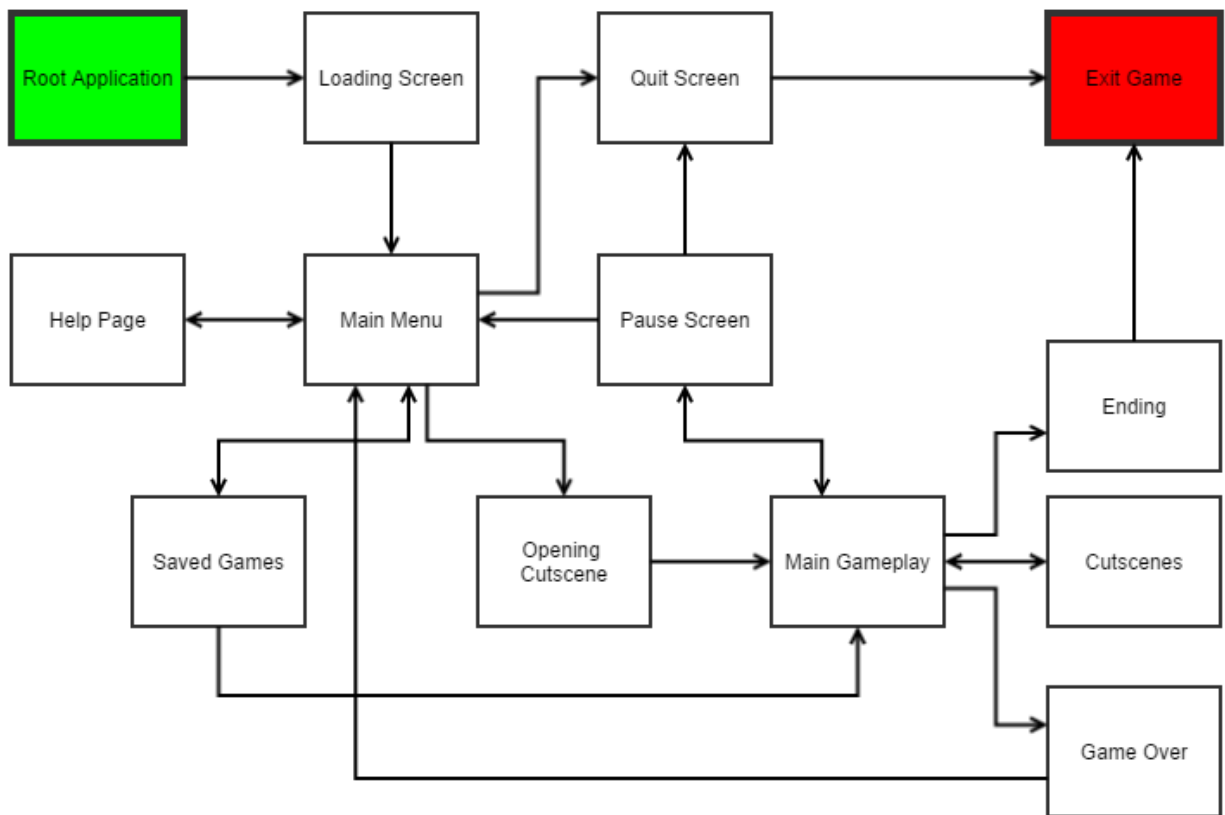 Root Application
Loading Screen
Quit Screen
Exit Game
Help Page
Main Menu
Pause Screen
Ending
Saved Games
Opening
Cutscene
Main Gameplay
Cutscenes
Game Over